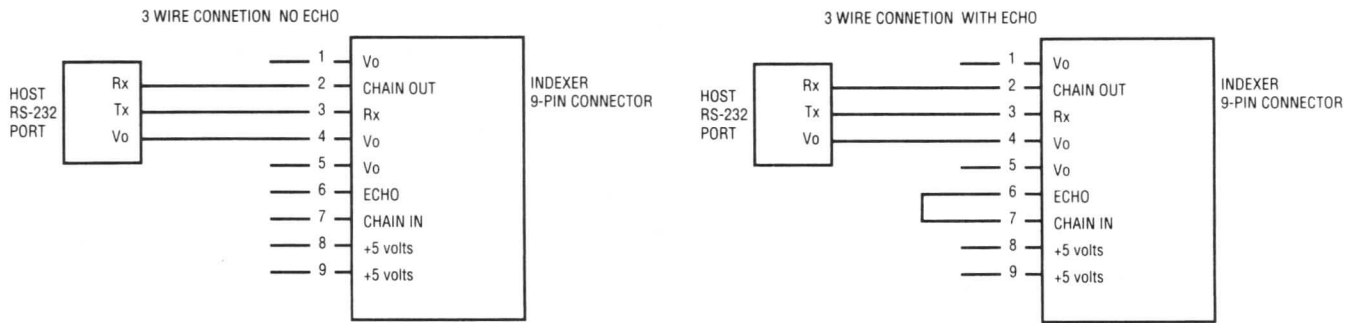 3 WIRE CONNETION NO ECHO
HOST
RS-232
PORT
Rx
Tx
Vo
1 Vo
2 CHAIN OUT
3 Rx
4 Vo
5 Vo
6 ECHO
7 CHAIN IN
8 +5 volts
9 +5 volts
INDEXER
9-PIN CONNECTOR
3 WIRE CONNETION WITH ECHO
HOST
RS-232
PORT
Rx
Tx
Vo
1 Vo
2 CHAIN OUT
3 Rx
4 Vo
5 Vo
6 ECHO
7 CHAIN IN
8 +5 volts
9 +5 volts
INDEXER
9-PIN CONNECTOR